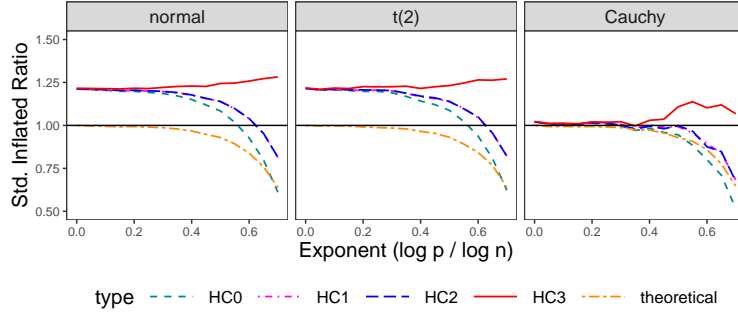 normal t(2) Cauchy
Std. Inflated Ratio
1.50
1.25
1.00
0.75
0.50
0.0 0.2 0.4 0.6 0.0 0.2 0.4 0.6 0.0 0.2 0.4 0.6
Exponent (log p / log n)
type HC0 HC1 HC2 HC3 theoretical